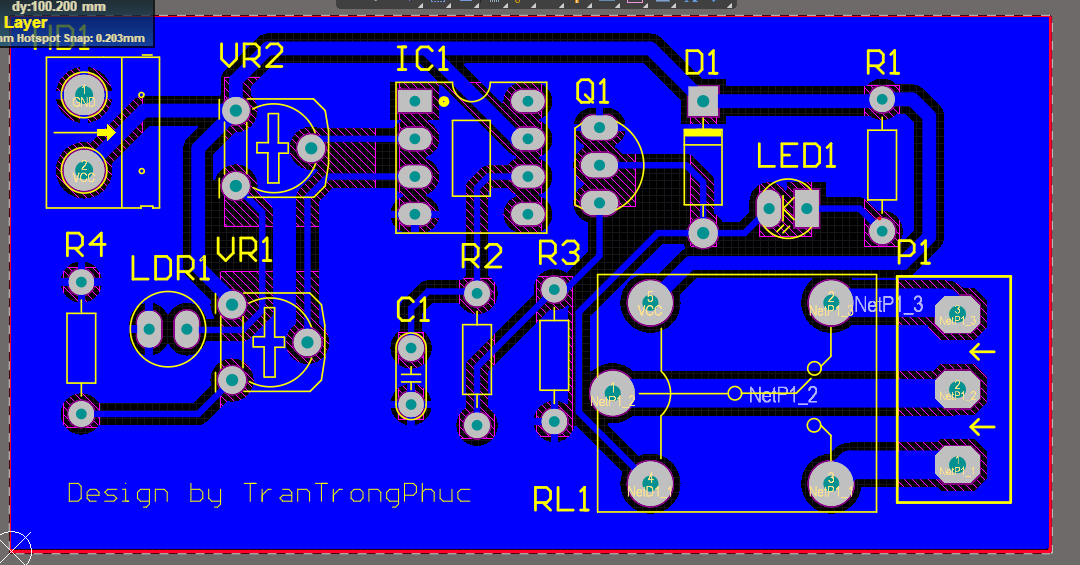 dy:100.200 mm
Layer
mm Hotspot Snap: 0.203mm
VR2
IC1
Q1
D1
R1
1
GND
2
VCC
LED1
R4
LDR1
VR1
R2
R3
P1
C1
5
VCC
2
NetP1_3
NetP1_3
3
NetP1_3
1
NetP1_2
NetP1_2
2
NetP1_2
4
NetD1_1
3
NetP1_1
1
NetP1_1
Design by TranTrongPhuc
RL1